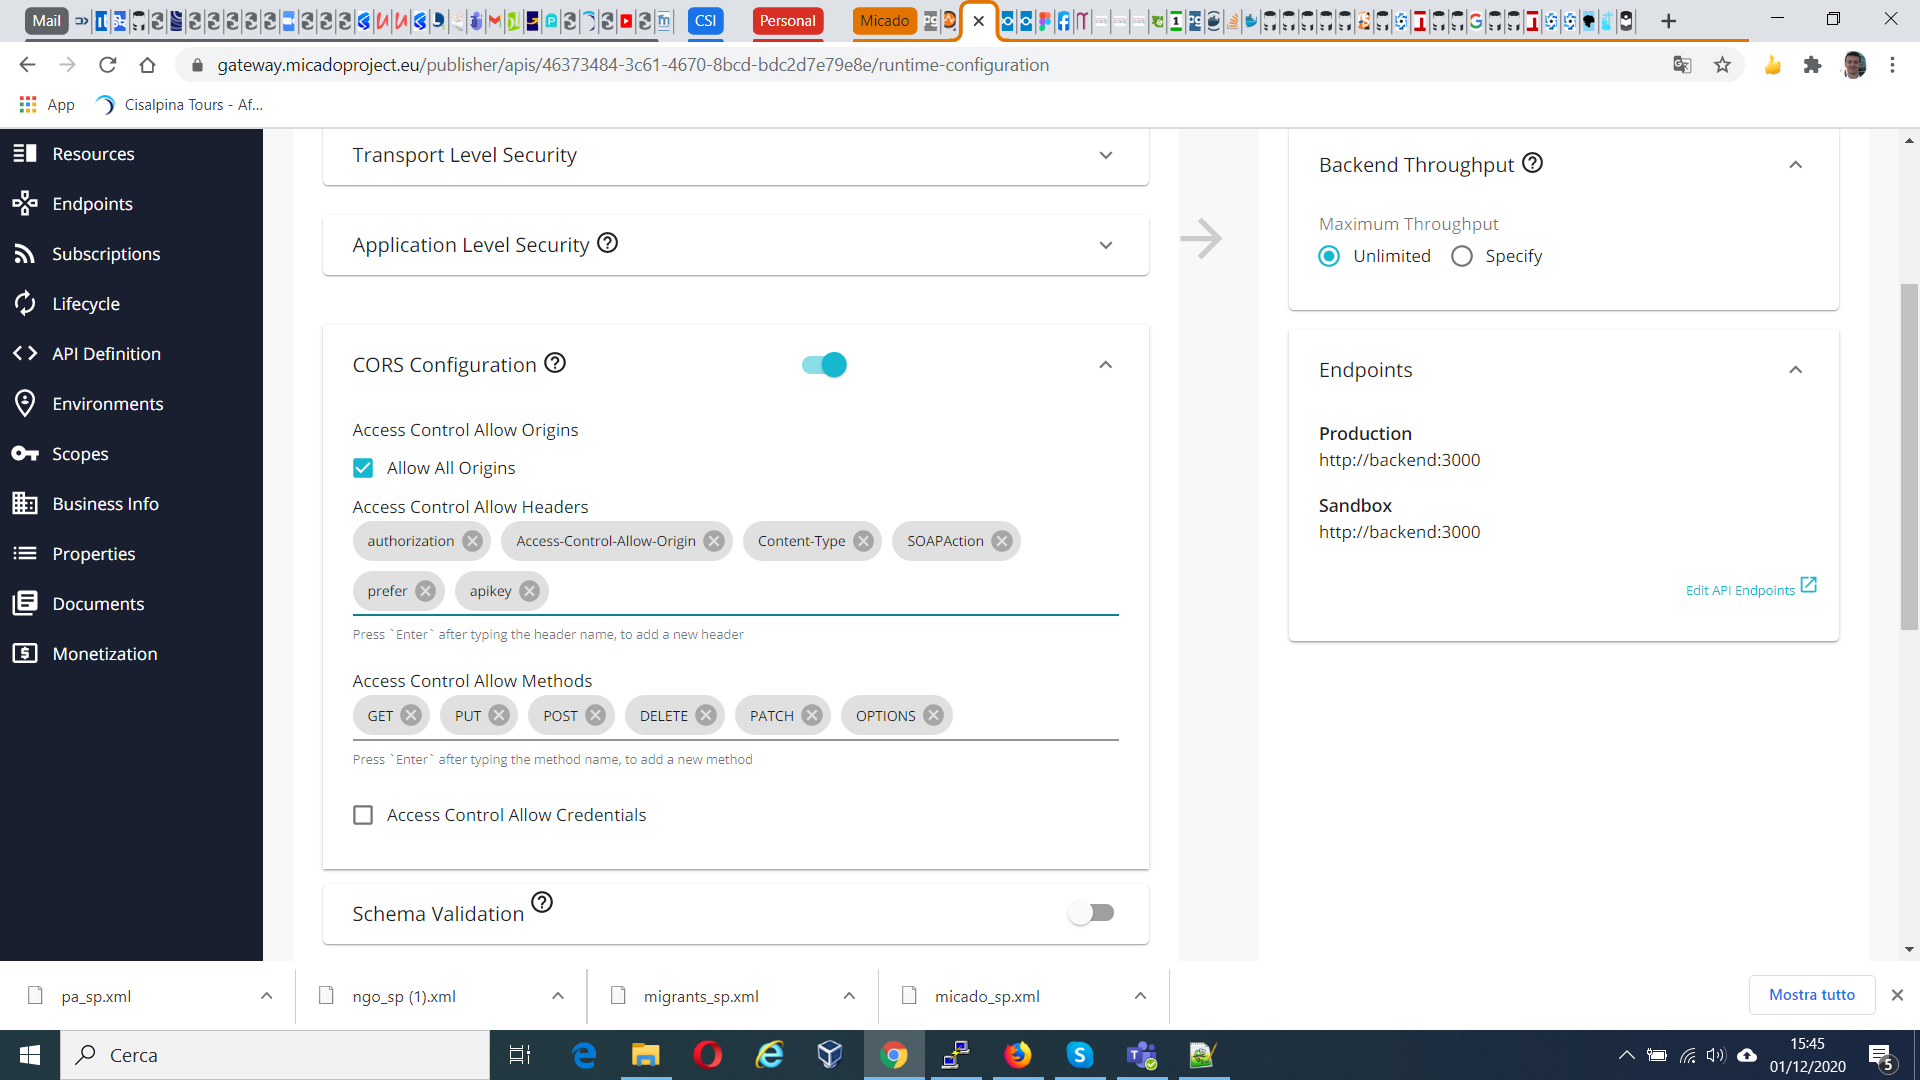 Mail
CSI
Personal
Micado
gateway.micadoproject.eu/publisher/apis/46373484-3c61-4670-8bcd-bdc2d7e79e8e/runtime-configuration
App
Cisalpina Tours - Af...
Resources
Endpoints
Subscriptions
Lifecycle
API Definition
Environments
Scopes
Business Info
Properties
Documents
Monetization
Transport Level Security
Application Level Security
CORS Configuration
Access Control Allow Origins
Allow All Origins
Access Control Allow Headers
authorization
Access-Control-Allow-Origin
Content-Type
SOAPAction
prefer
apikey
Press `Enter` after typing the header name, to add a new header
Access Control Allow Methods
GET
PUT
POST
DELETE
PATCH
OPTIONS
Press `Enter` after typing the method name, to add a new method
Access Control Allow Credentials
Schema Validation
Backend Throughput
Maximum Throughput
Unlimited
Specify
Endpoints
Production
http://backend:3000
Sandbox
http://backend:3000
Edit API Endpoints
pa_sp.xml
ngo_sp (1).xml
migrants_sp.xml
micado_sp.xml
Mostra tutto
Cerca
15:45
01/12/2020
5